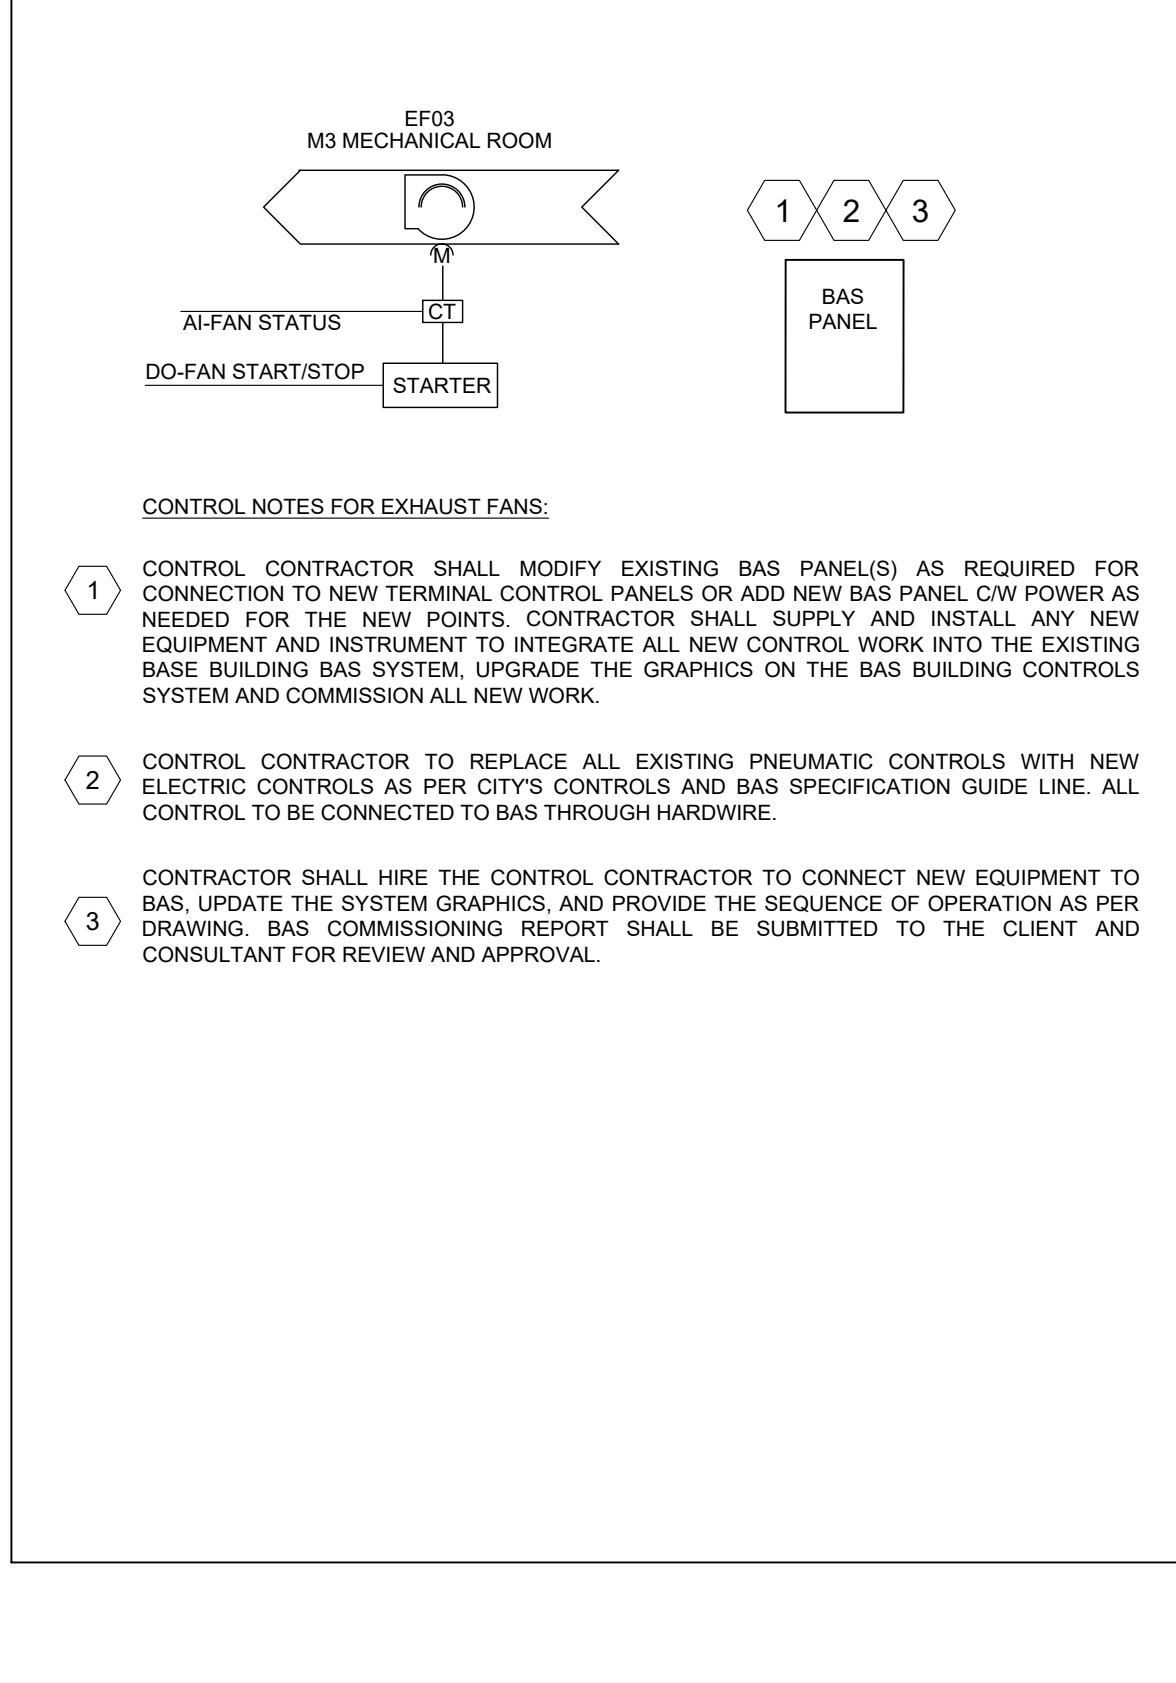 EF03
M3 MECHANICAL ROOM
1 2 3
M
BAS
PANEL
CT
AI-FAN STATUS
DO-FAN START/STOP
STARTER
CONTROL NOTES FOR EXHAUST FANS:
1
CONTROL CONTRACTOR SHALL MODIFY EXISTING BAS PANEL(S) AS REQUIRED FOR
CONNECTION TO NEW TERMINAL CONTROL PANELS OR ADD NEW BAS PANEL C/W POWER AS
NEEDED FOR THE NEW POINTS. CONTRACTOR SHALL SUPPLY AND INSTALL ANY NEW
EQUIPMENT AND INSTRUMENT TO INTEGRATE ALL NEW CONTROL WORK INTO THE EXISTING
BASE BUILDING BAS SYSTEM, UPGRADE THE GRAPHICS ON THE BAS BUILDING CONTROLS
SYSTEM AND COMMISSION ALL NEW WORK.
2
CONTROL CONTRACTOR TO REPLACE ALL EXISTING PNEUMATIC CONTROLS WITH NEW
ELECTRIC CONTROLS AS PER CITY'S CONTROLS AND BAS SPECIFICATION GUIDE LINE. ALL
CONTROL TO BE CONNECTED TO BAS THROUGH HARDWIRE.
3
CONTRACTOR SHALL HIRE THE CONTROL CONTRACTOR TO CONNECT NEW EQUIPMENT TO
BAS, UPDATE THE SYSTEM GRAPHICS, AND PROVIDE THE SEQUENCE OF OPERATION AS PER
DRAWING. BAS COMMISSIONING REPORT SHALL BE SUBMITTED TO THE CLIENT AND
CONSULTANT FOR REVIEW AND APPROVAL.